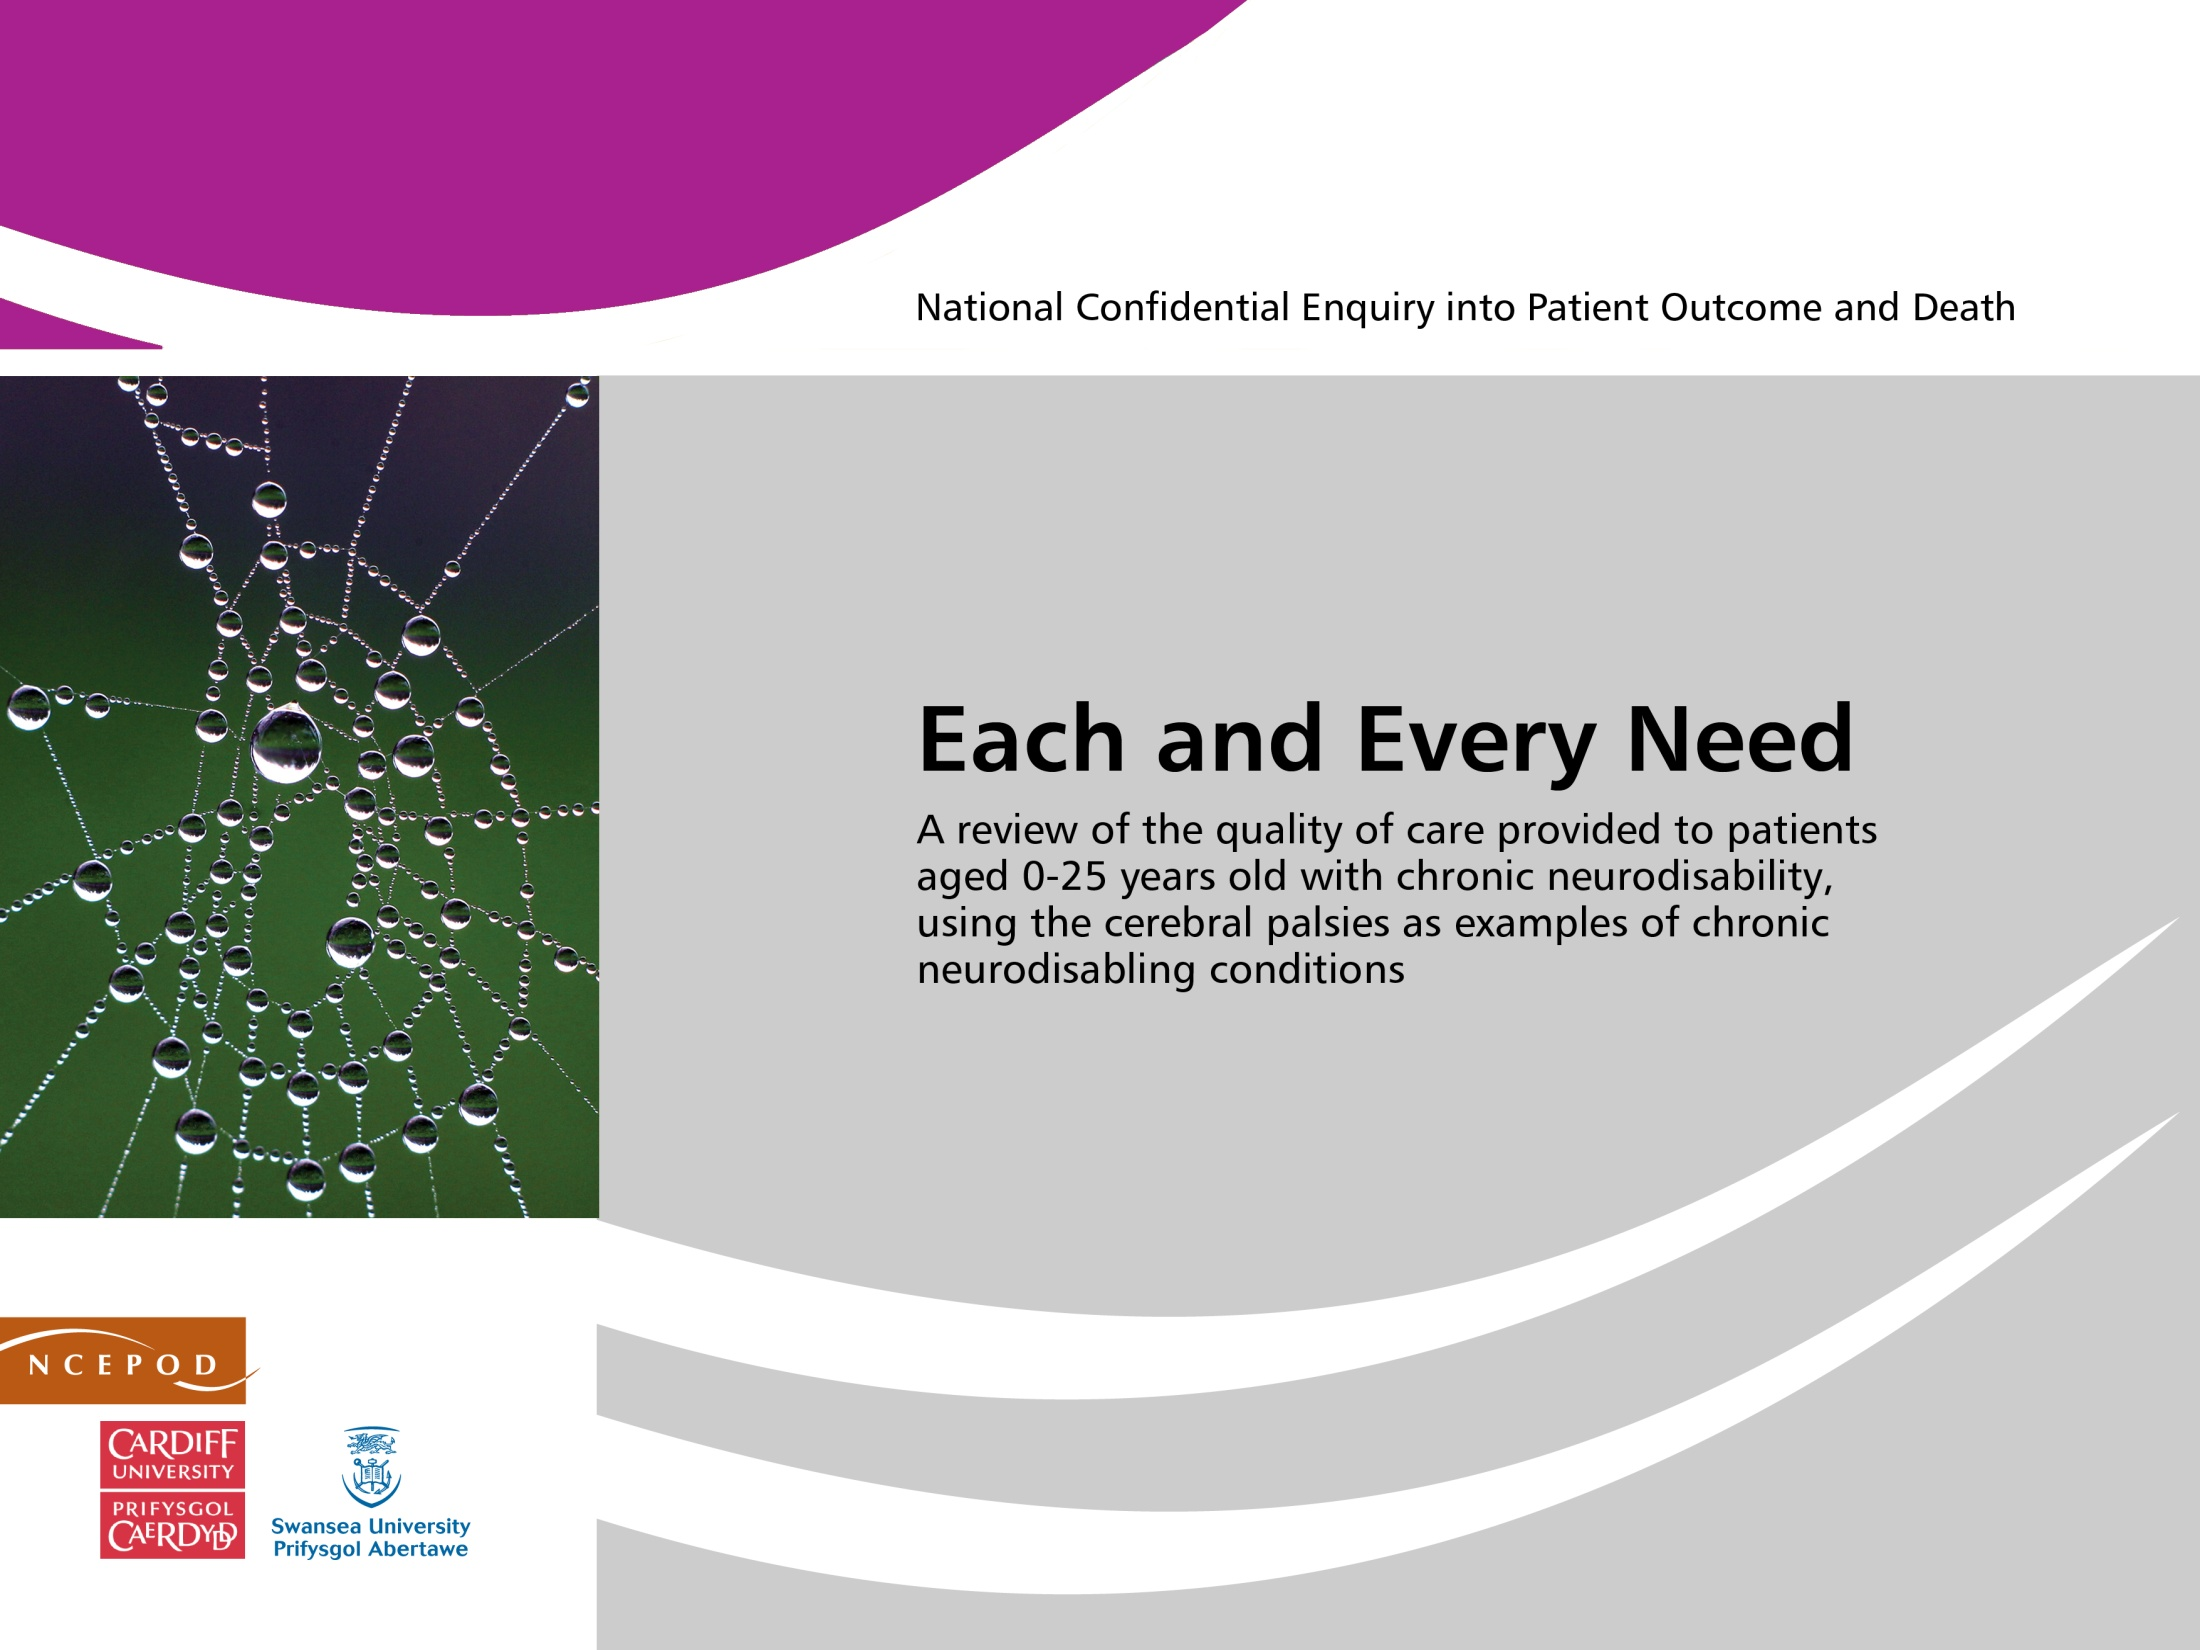 National Confidential Enquiry into Patient Outcome and Death
Each and Every Need
A review of the quality of care provided to patients
aged 0-25 years old with chronic neurodisability,
using the cerebral palsies as examples of chronic
neurodisabling conditions
NCEPOD
CARDIFF
UNIVERSITY
PRIFYSGOL
CAERDYDD
Swansea University
Prifysgol Abertawe